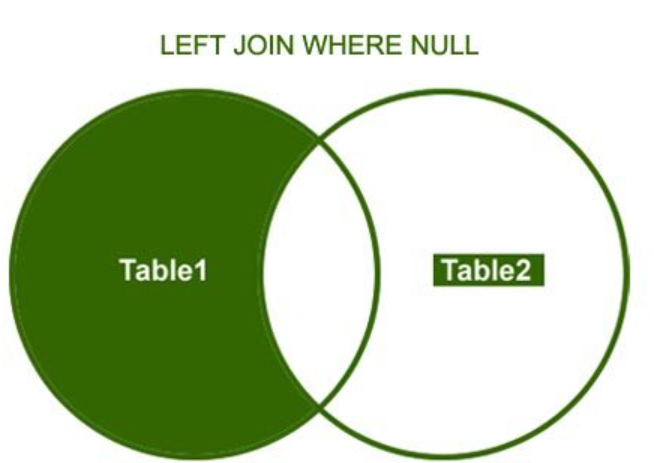 LEFT JOIN WHERE NULL
Table1
Table2